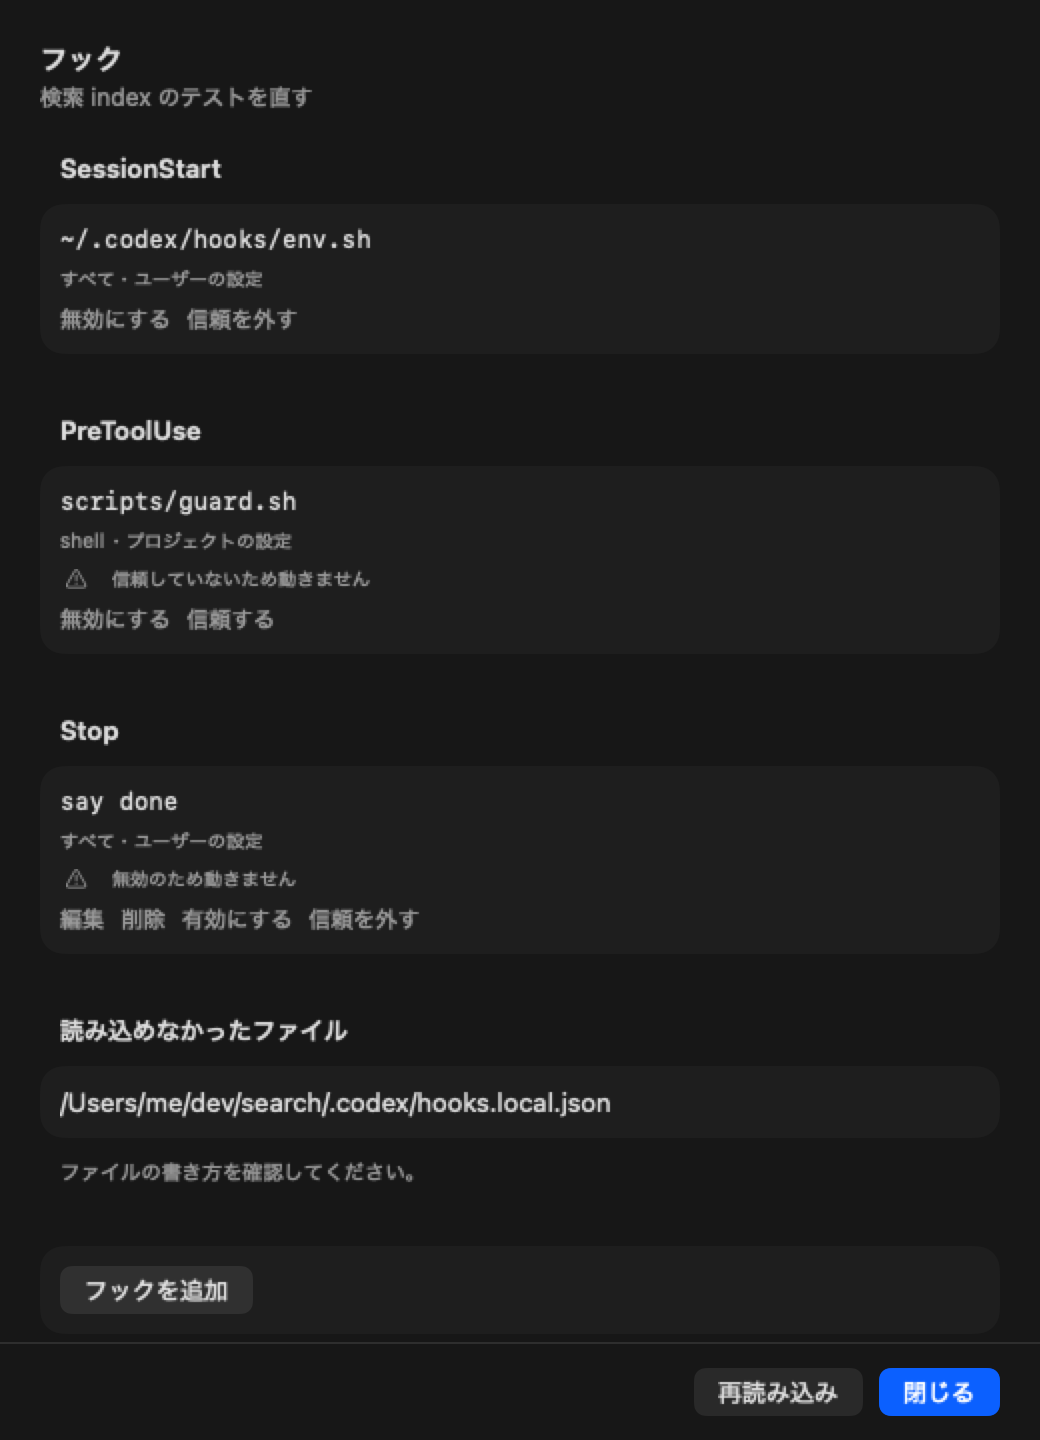 フック
検索 index のテストを直す
SessionStart
~/.codex/hooks/env.sh
すべて・ユーザーの設定
無効にする 信頼を外す
PreToolUse
scripts/guard.sh
shell・プロジェクトの設定
信頼していないため動きません
無効にする 信頼する
Stop
say done
すべて・ユーザーの設定
無効のため動きません
編集 削除 有効にする 信頼を外す
読み込めなかったファイル
/Users/me/dev/search/.codex/hooks.local.json
ファイルの書き方を確認してください。
フックを追加
再読み込み 閉じる